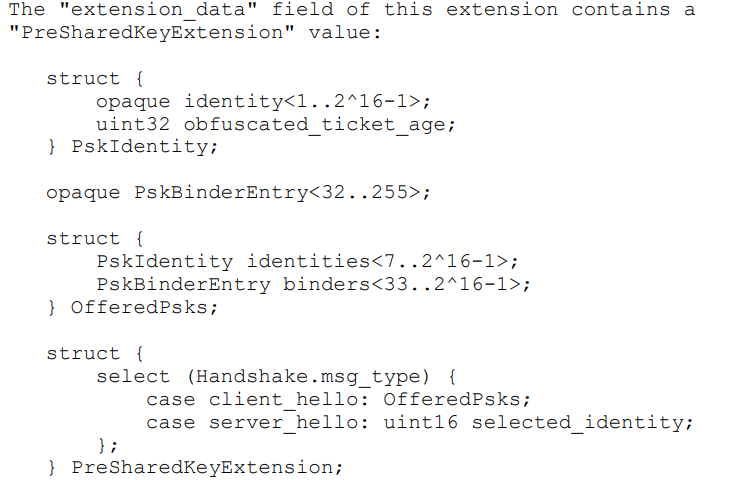 The "extension_data" field of this extension contains a
"PreSharedKeyExtension" value:
struct {
opaque identity<1..2^16-1>;
uint32 obfuscated_ticket_age;
} PskIdentity;
opaque PskBinderEntry<32..255>;
struct {
PskIdentity identities<7..2^16-1>;
PskBinderEntry binders<33..2^16-1>;
} OfferedPsks;
struct {
select (Handshake.msg_type) {
case client_hello: OfferedPsks;
case server_hello: uint16 selected_identity;
};
} PreSharedKeyExtension;